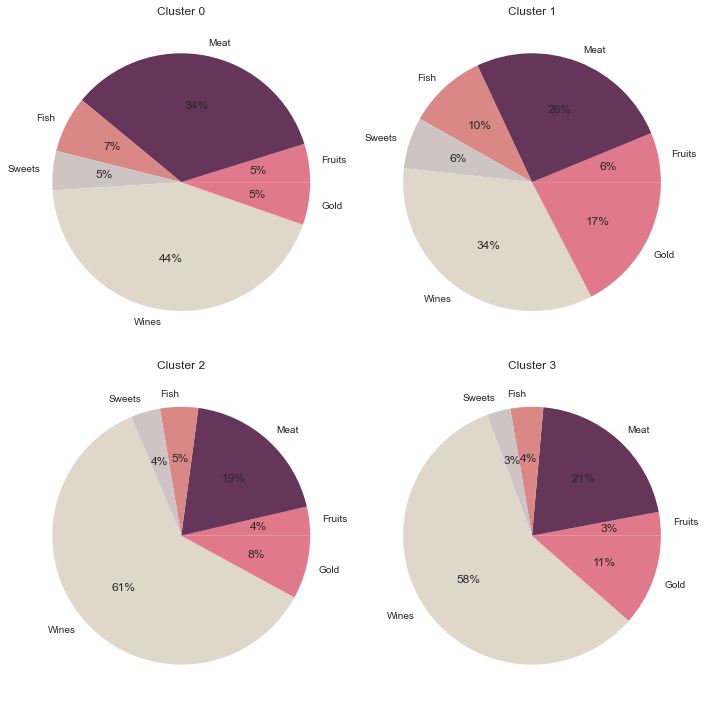 Cluster 0
Meat
Fish
Sweets
Fruits
Gold
Wines
34%
7%
5%
5%
5%
44%
Cluster 1
Meat
Fish
Sweets
Fruits
Gold
Wines
26%
10%
6%
6%
17%
34%
Cluster 2
Sweets
Fish
Meat
Fruits
Gold
Wines
4%
5%
19%
4%
8%
61%
Cluster 3
Sweets
Fish
Meat
Fruits
Gold
Wines
3%
4%
21%
3%
11%
58%